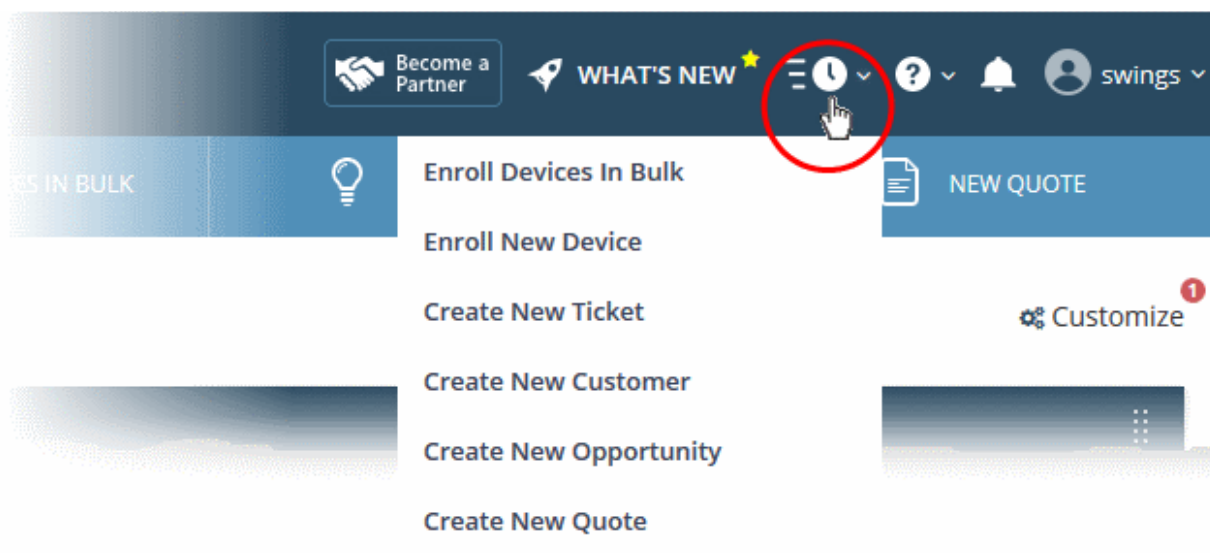 Become a
Partner
WHAT'S NEW
swings
S IN BULK
NEW QUOTE
Enroll Devices In Bulk
Enroll New Device
Create New Ticket
1
Customize
Create New Customer
Create New Opportunity
Create New Quote